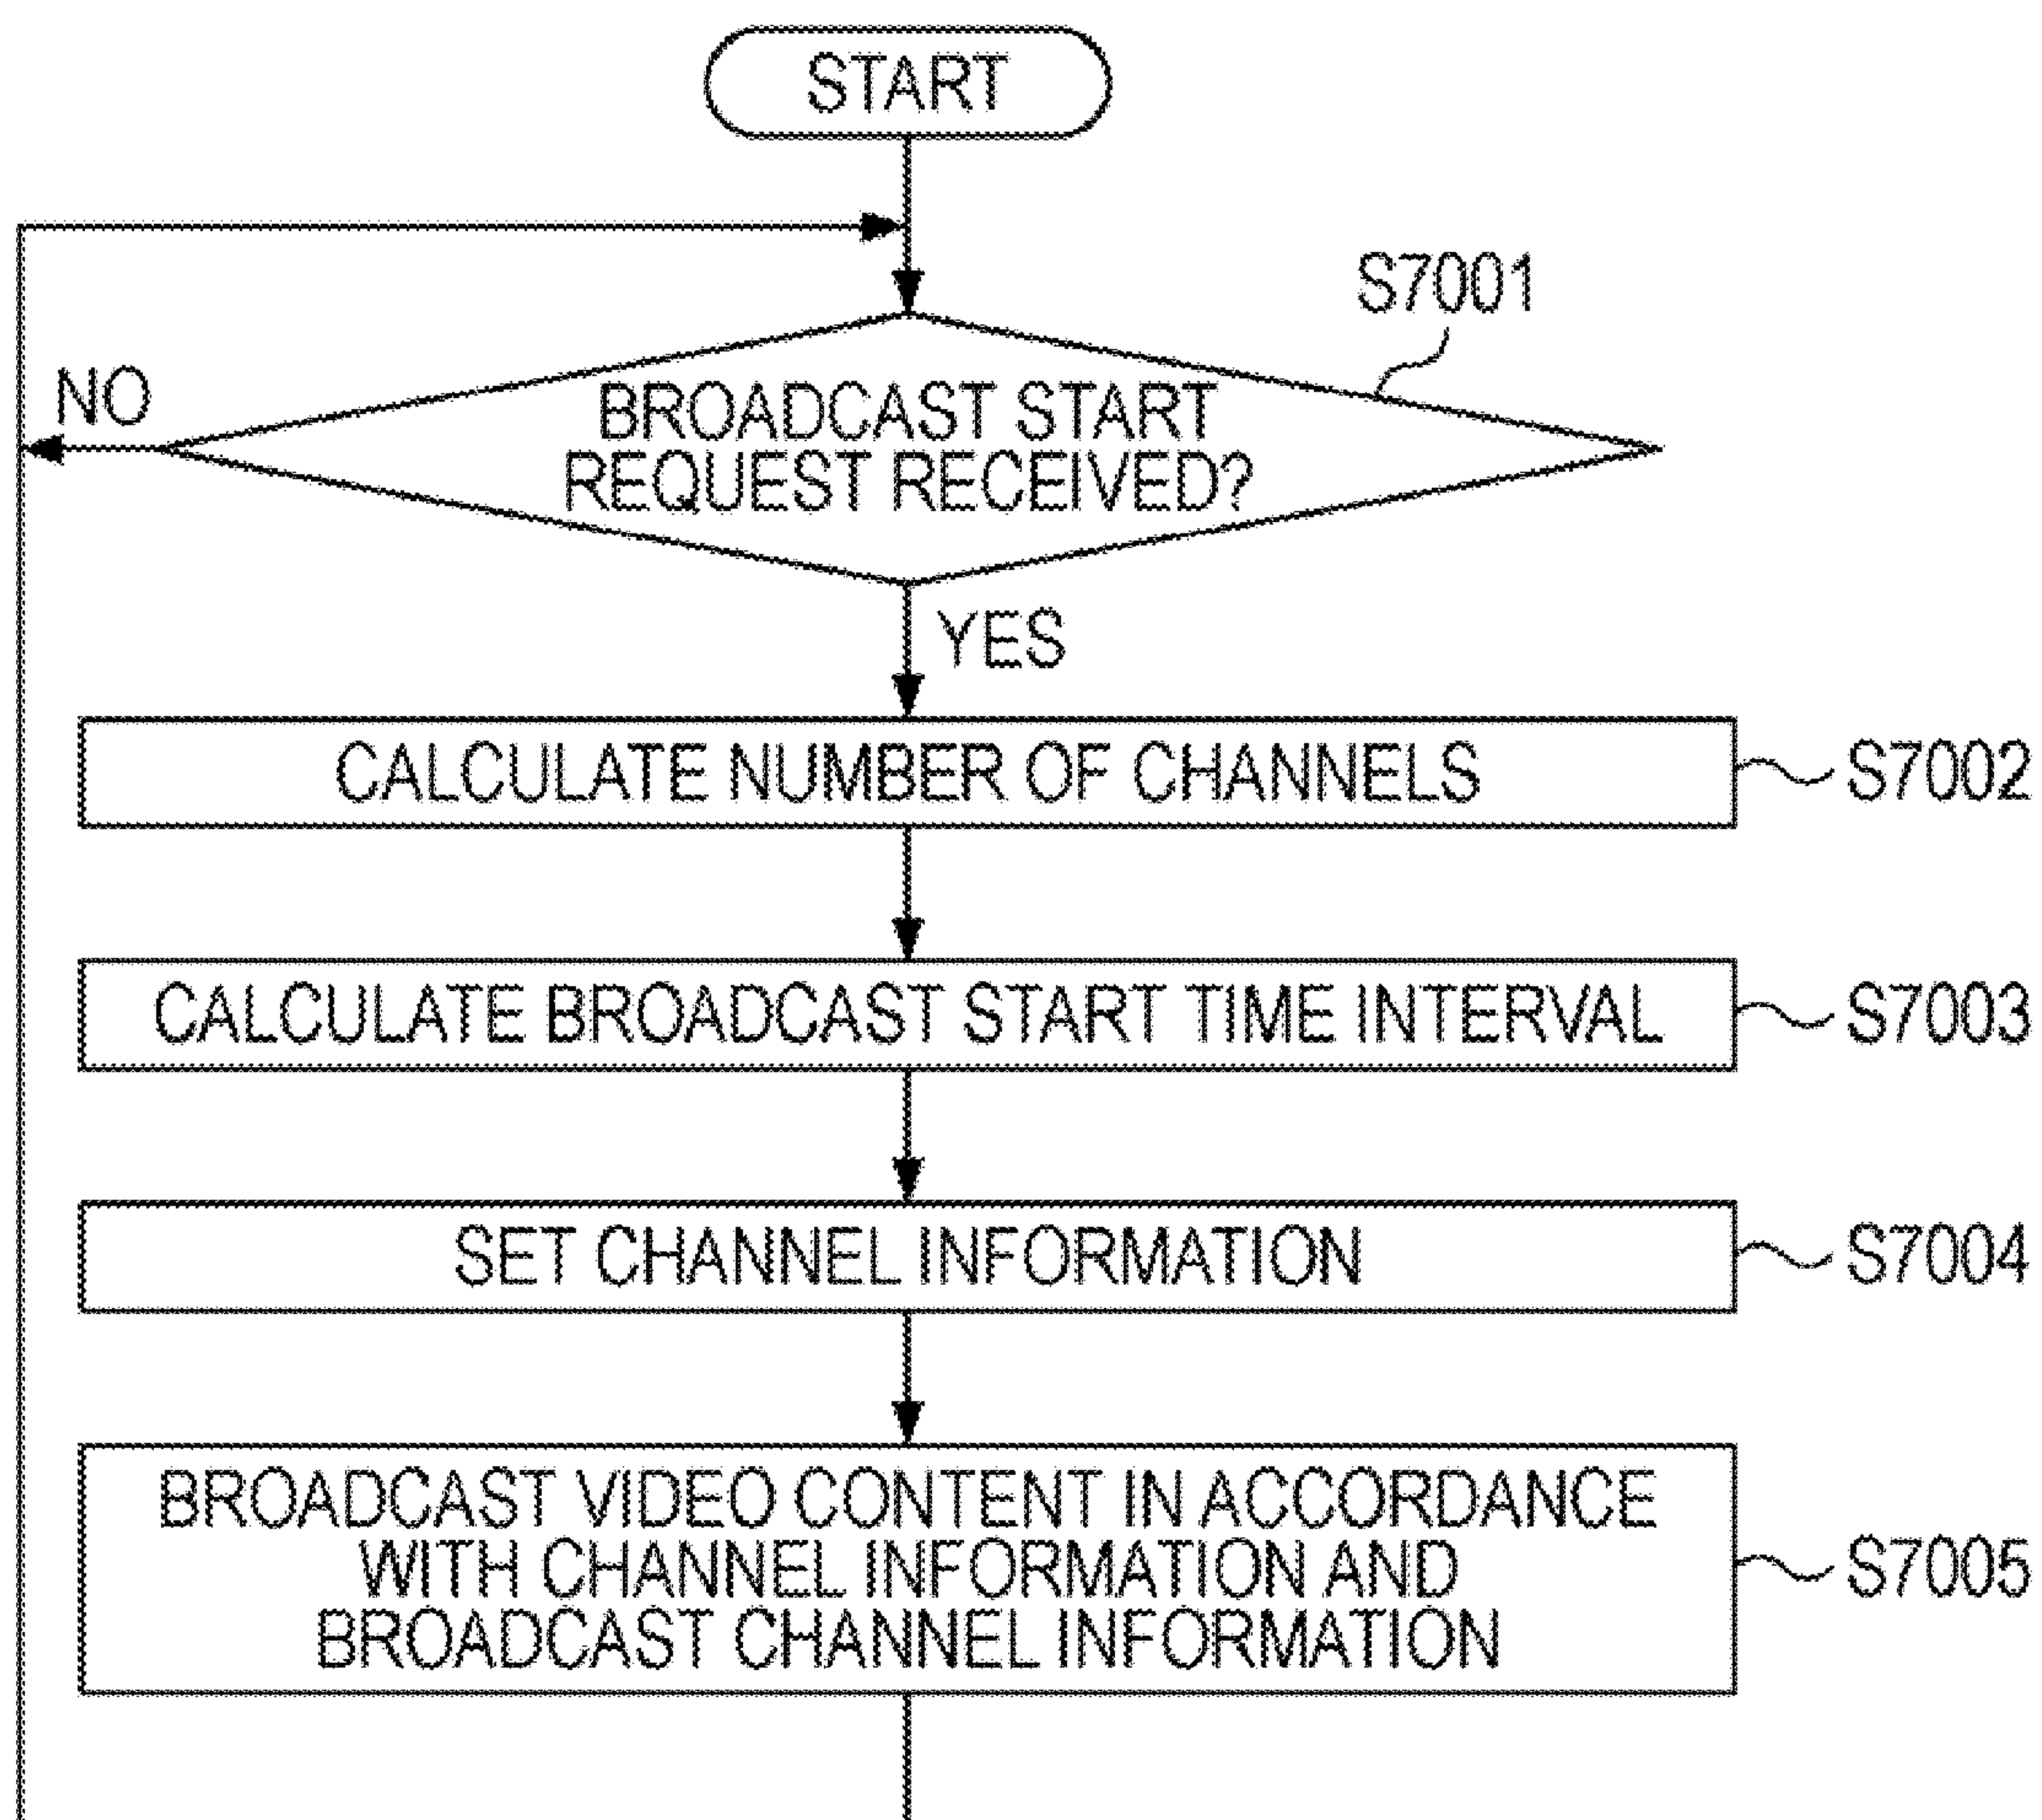 START
S7001
NO
BROADCAST START
REQUEST RECEIVED?
YES
CALCULATE NUMBER OF CHANNELS
S7002
CALCULATE BROADCAST START TIME INTERVAL
S7003
SET CHANNEL INFORMATION
S7004
BROADCAST VIDEO CONTENT IN ACCORDANCE
WITH CHANNEL INFORMATION AND
BROADCAST CHANNEL INFORMATION
S7005